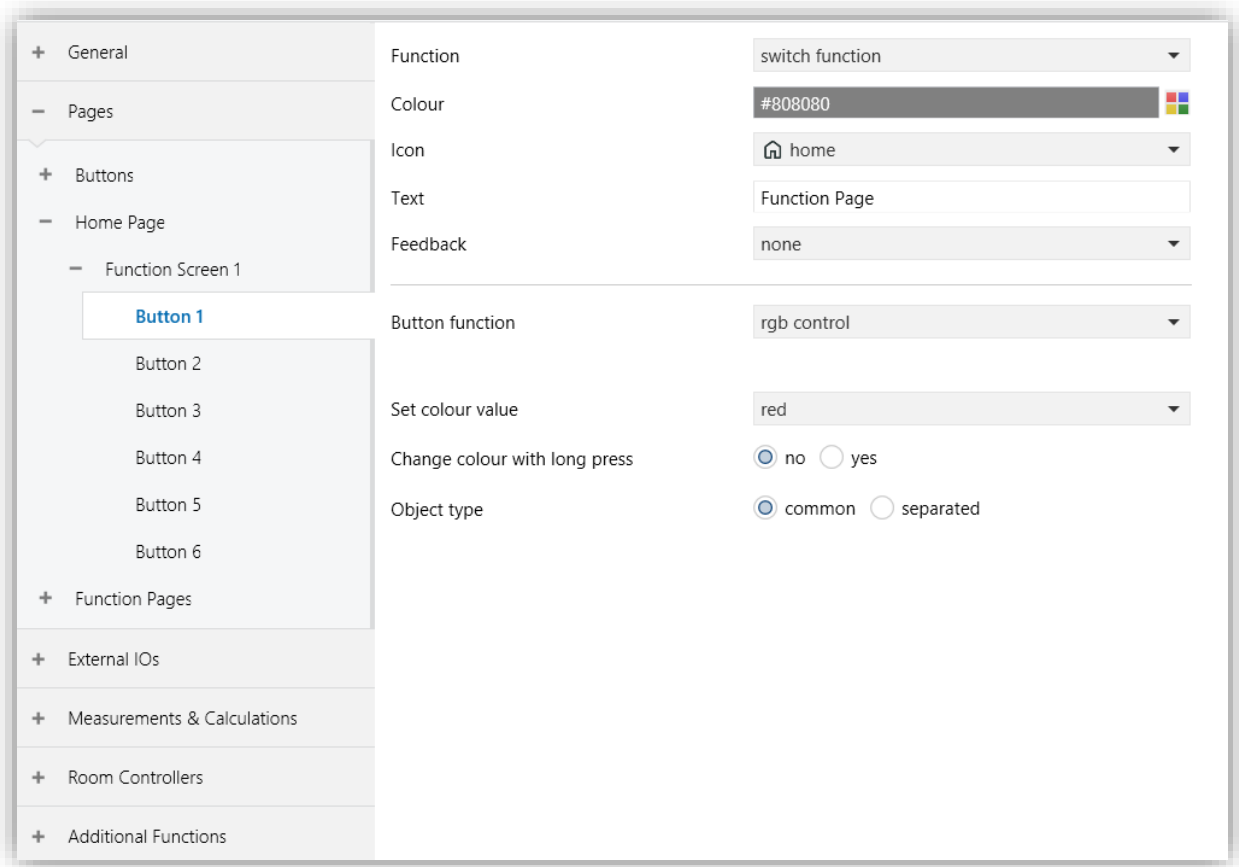 General
Pages
Buttons
Home Page
Function Screen 1
Button 1
Button 2
Button 3
Button 4
Button 5
Button 6
Function Pages
External IOs
Measurements & Calculations
Room Controllers
Additional Functions
Function switch function
Colour #808080
Icon home
Text Function Page
Feedback none
Button function rgb control
Set colour value red
Change colour with long press no yes
Object type common separated